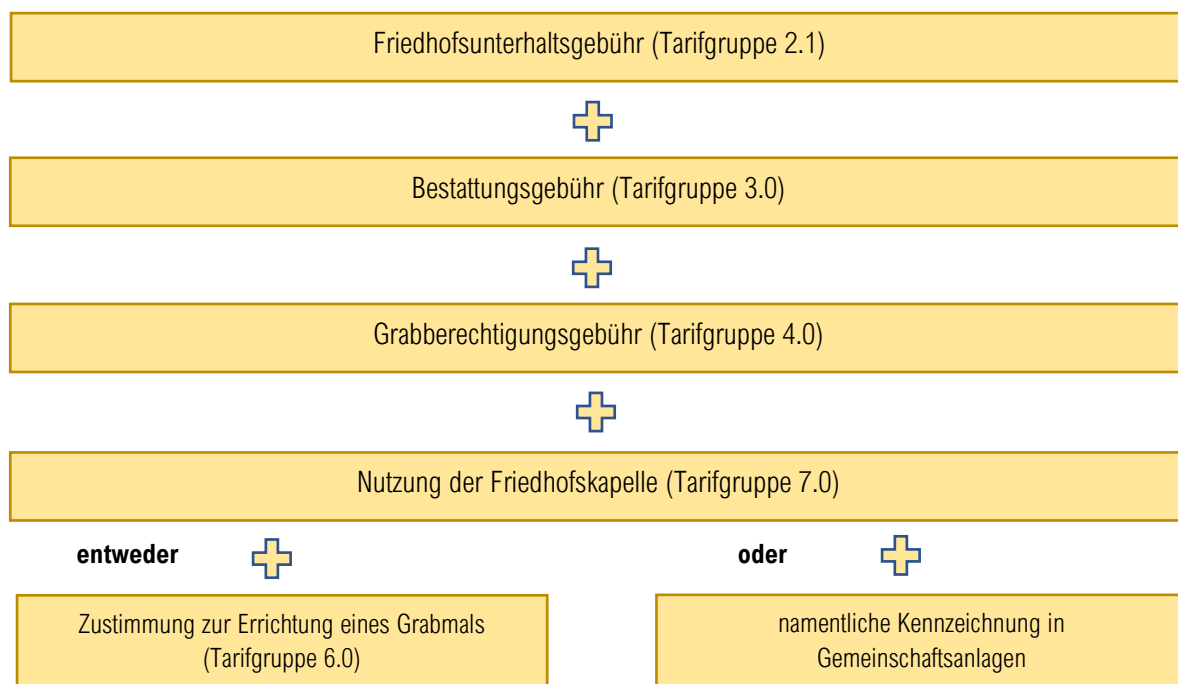 Friedhofsunterhaltsgebühr (Tarifgruppe 2.1)
Bestattungsgebühr (Tarifgruppe 3.0)
Grabberechtigungsgebühr (Tarifgruppe 4.0)
Nutzung der Friedhofskapelle (Tarifgruppe 7.0)
entweder
oder
Zustimmung zur Errichtung eines Grabmals
(Tarifgruppe 6.0)
namentliche Kennzeichnung in
Gemeinschaftsanlagen